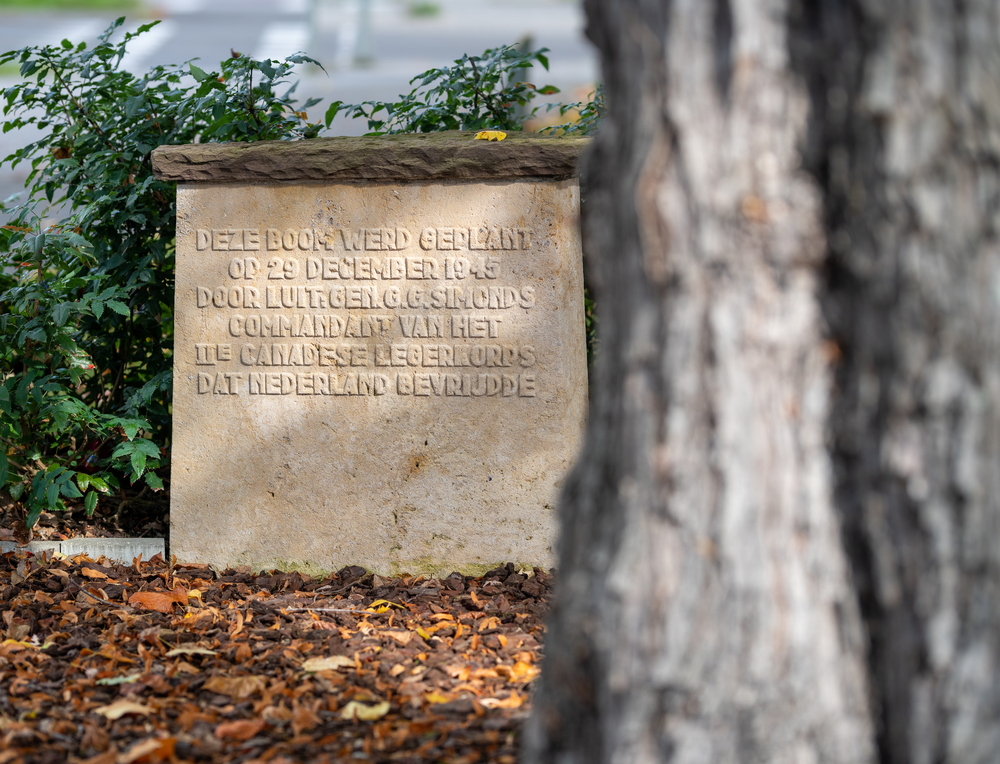 DEZE BOOM WERD GEPLANT
OP 29 DECEMBER 1945
DOOR LUIT. GEN. G.G. SIMONDS
COMMANDANT VAN HET
IIE CANADESE LEGERKORPS
DAT NEDERLAND BEVRIJDDE